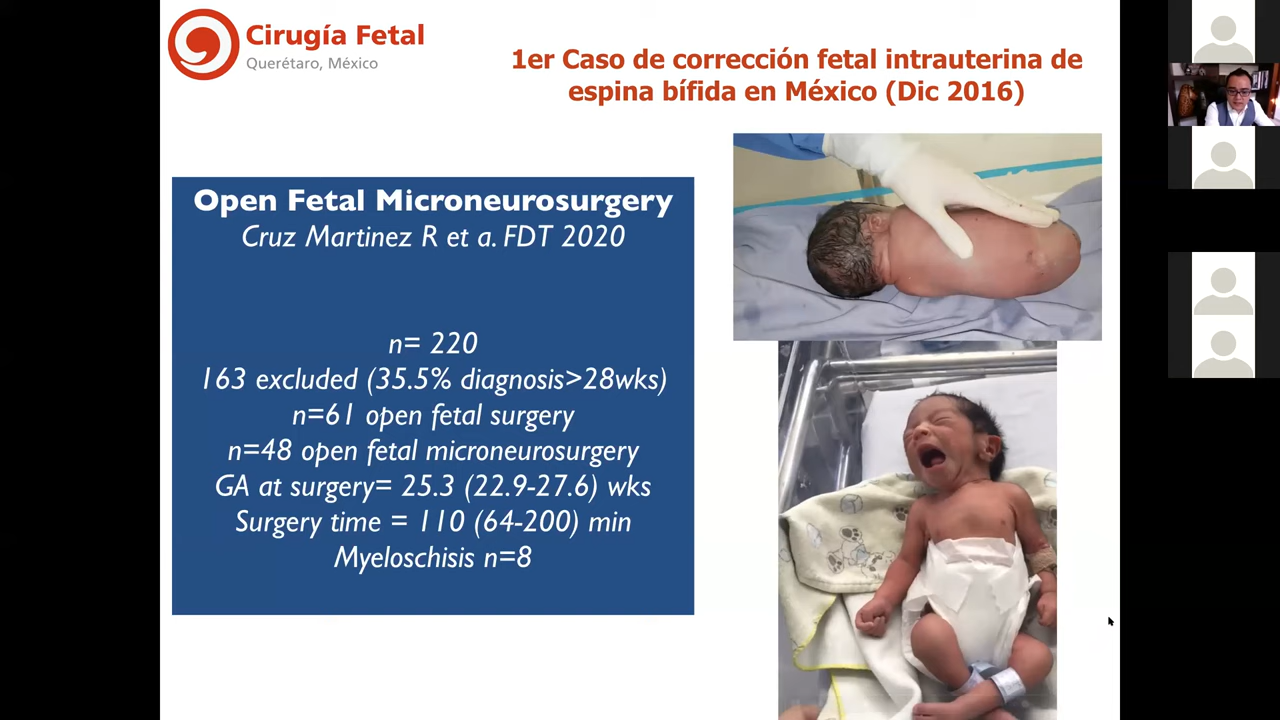 Cirugía Fetal
Querétaro, México
1er Caso de corrección fetal intrauterina de
espina bífida en México (Dic 2016)
Open Fetal Microneurosurgery
Cruz Martinez R et a. FDT 2020
n= 220
163 excluded (35.5% diagnosis>28wks)
n=61 open fetal surgery
n=48 open fetal microneurosurgery
GA at surgery= 25.3 (22.9-27.6) wks
Surgery time = 110 (64-200) min
Myeloschisis n=8